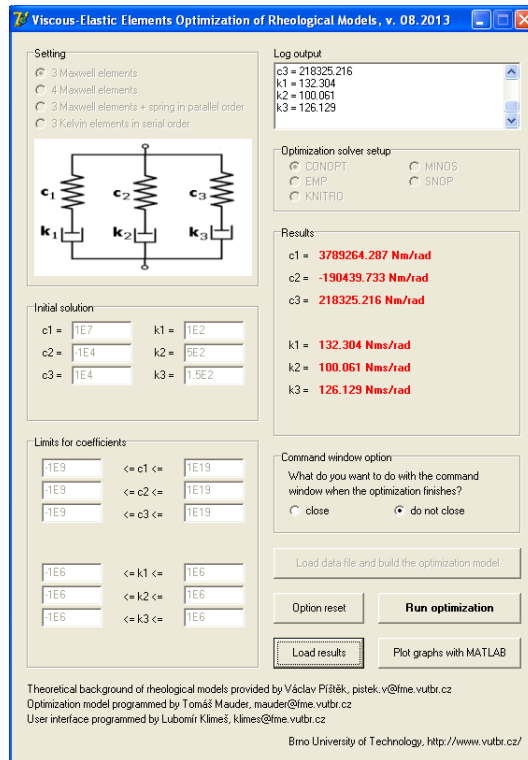 Viscous-Elastic Elements Optimization of Rheological Models, v. 08.2013
Setting
3 Maxwell elements
4 Maxwell elements
3 Maxwell elements + spring in parallel order
3 Kelvin elements in serial order
c1 c2 c3
k1 k2 k3
Initial solution
c1 = 1E7 k1 = 1E2
c2 = -1E4 k2 = 5E2
c3 = 1E4 k3 = 1.5E2
Limits for coefficients
-1E9 <= c1 <= 1E19
-1E9 <= c2 <= 1E19
-1E9 <= c3 <= 1E19
-1E6 <= k1 <= 1E6
-1E6 <= k2 <= 1E6
-1E6 <= k3 <= 1E6
Log output
c3 = 218325.216
k1 = 132.304
k2 = 100.061
k3 = 126.129
Optimization solver setup
CONOPT MINOS
EMP SNOP
KNITRO
Results
c1 = 3789264.287 Nm/rad
c2 = -190439.733 Nm/rad
c3 = 218325.216 Nm/rad
k1 = 132.304 Nms/rad
k2 = 100.061 Nms/rad
k3 = 126.129 Nms/rad
Command window option
What do you want to do with the command
window when the optimization finishes?
close do not close
Load data file and build the optimization model
Option reset Run optimization
Load results Plot graphs with MATLAB
Theoretical background of rheological models provided by Václav Píštěk, pistek.v@fme.vutbr.cz
Optimization model programmed by Tomáš Mauder, mauder@fme.vutbr.cz
User interface programmed by Lubomír Klimeš, klimes@fme.vutbr.cz
Brno University of Technology, http://www.vutbr.cz/